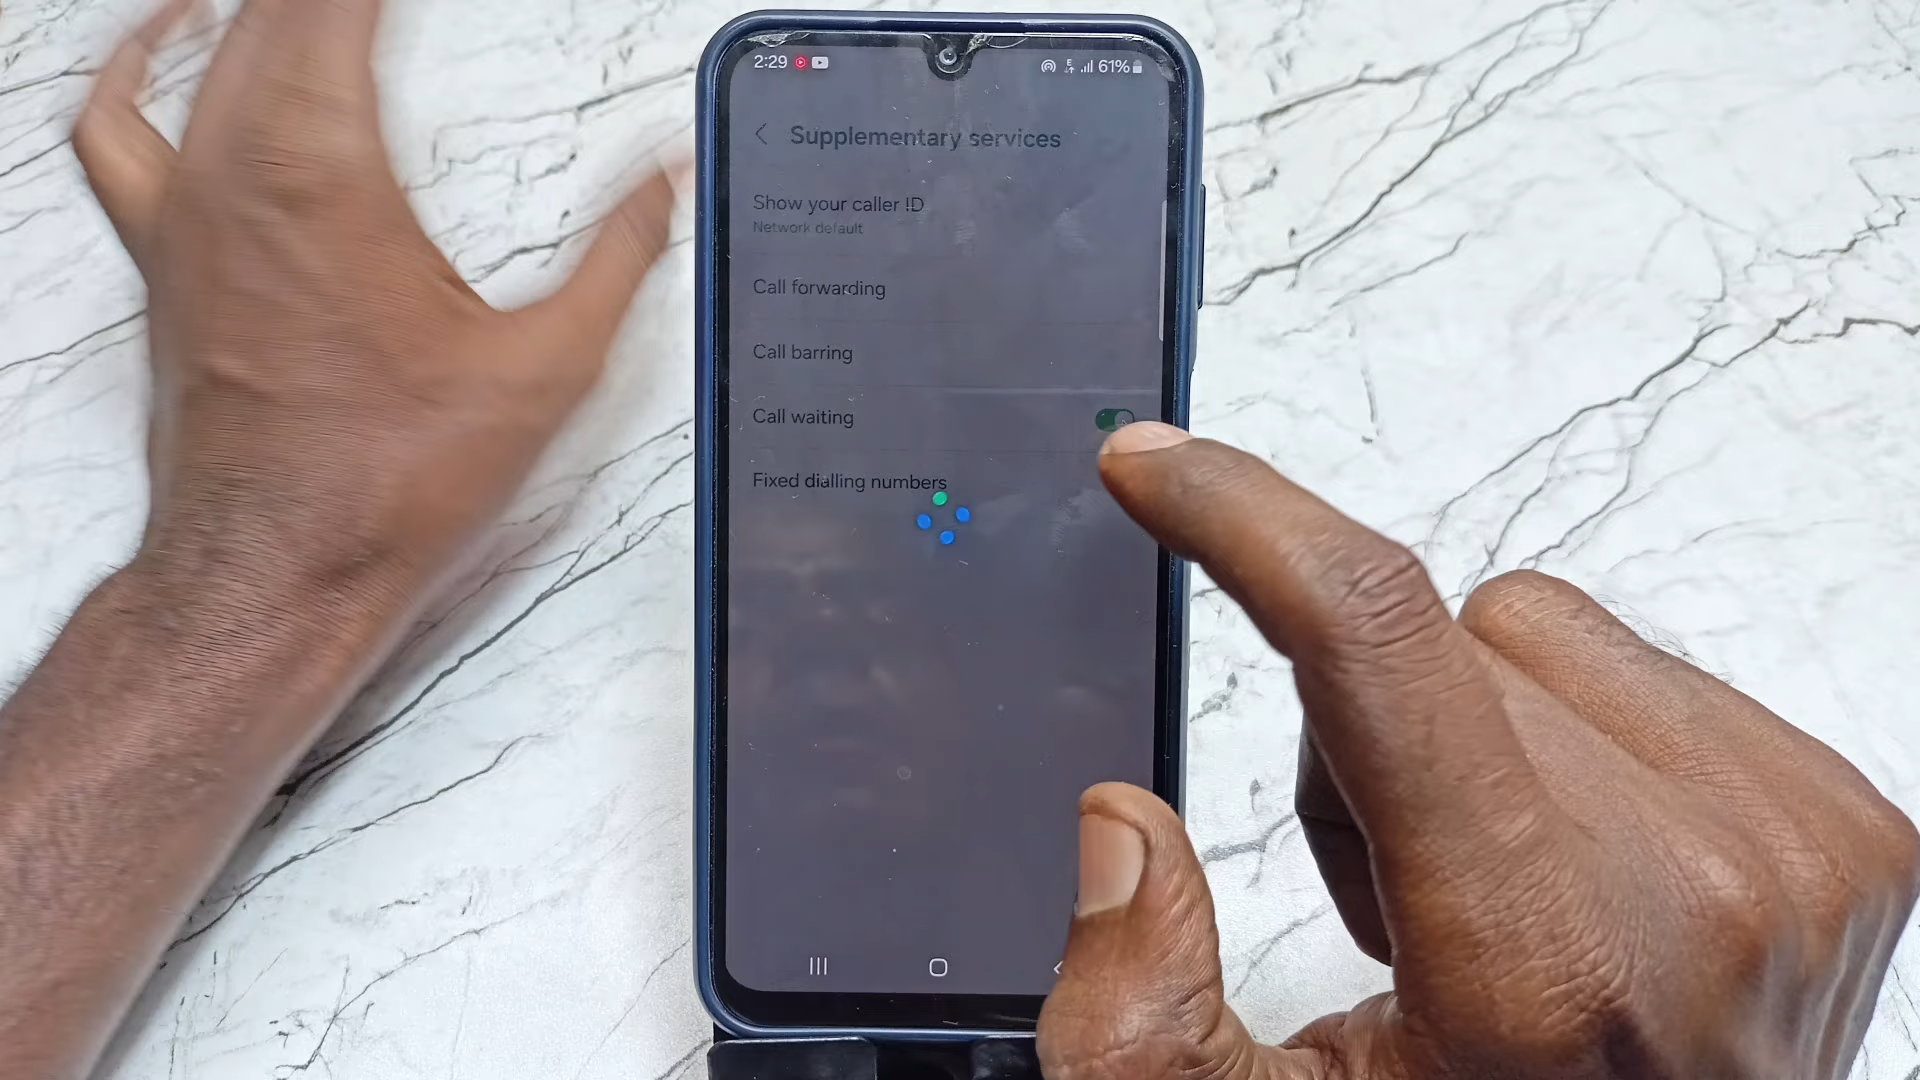 2:29
E 61%
Supplementary services
Show your caller ID
Network default
Call forwarding
Call barring
Call waiting
Fixed dialling numbers